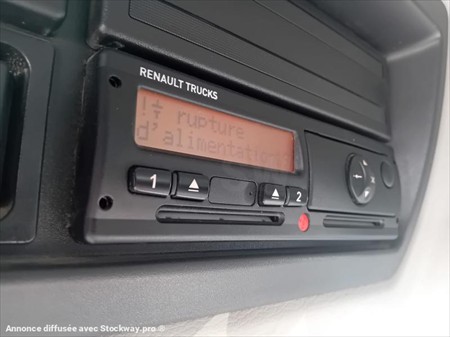 RENAULT TRUCKS
!÷ rupture
d'alimentation
1
2
Annonce diffusée avec Stockway.pro ®